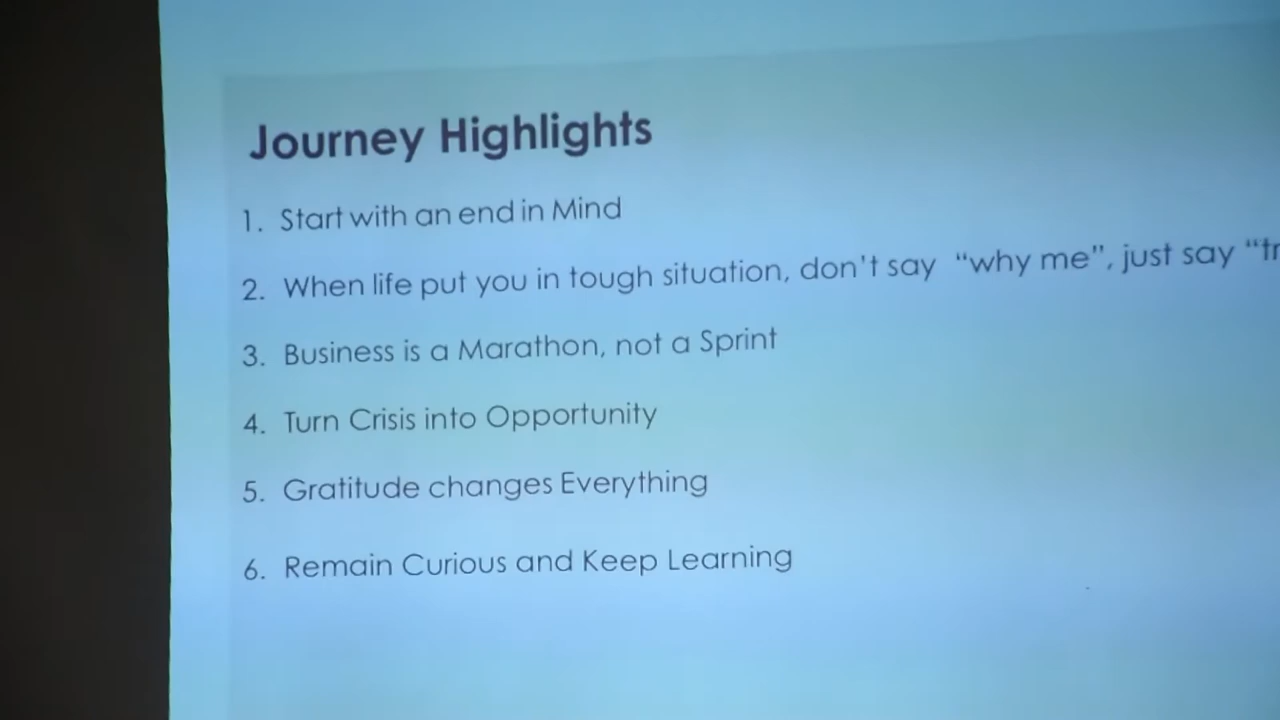 Journey Highlights
1. Start with an end in Mind
2. When life put you in tough situation, don't say "why me", just say
3. Business is a Marathon, not a Sprint
4. Turn Crisis into Opportunity
5. Gratitude changes Everything
6. Remain Curious and Keep Learning